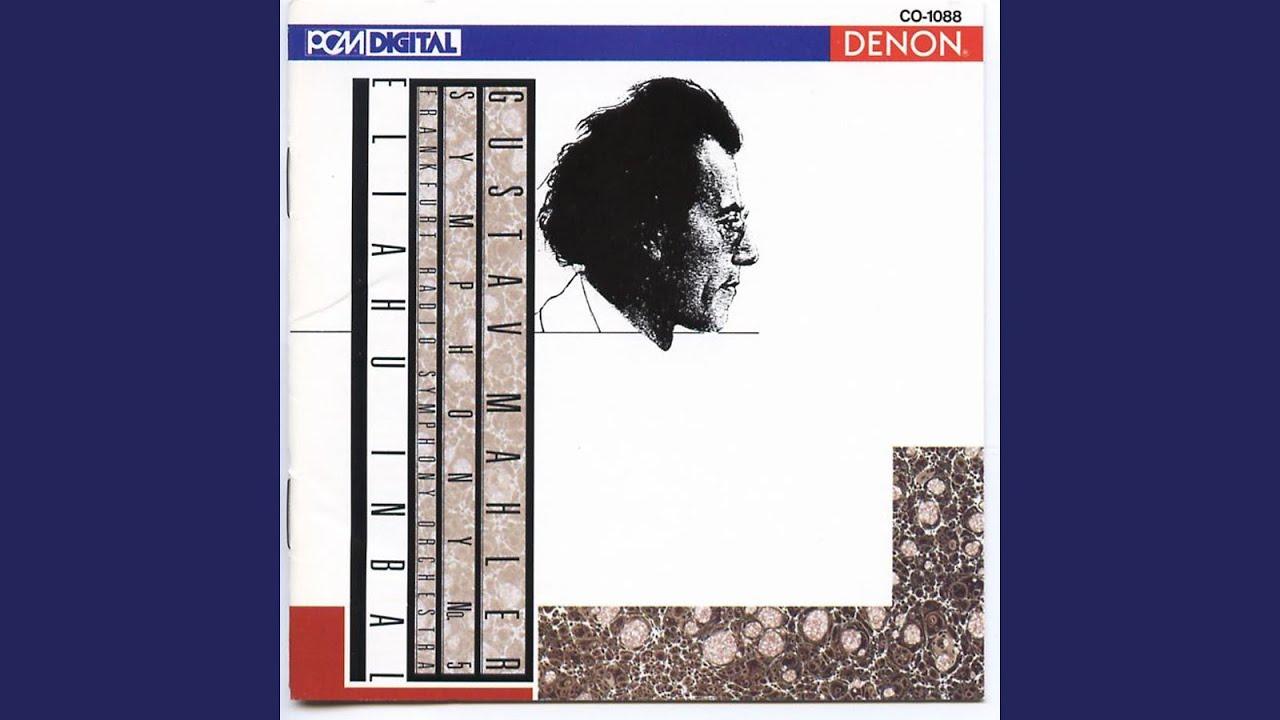 CO-1088
PCM DIGITAL
DENON
GUSTAV MAHLER
SYMPHONY No. 5
FRANKFURT RADIO SYMPHONY ORCHESTRA
ELIAHU INBAL